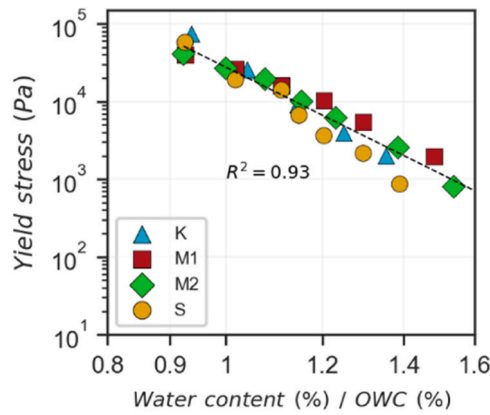 Yield stress (Pa)
10^5
10^4
10^3
10^2
10^1
R^2 = 0.93
K
M1
M2
S
0.8 0.9 1 1.2 1.4 1.6
Water content (%) / OWC (%)